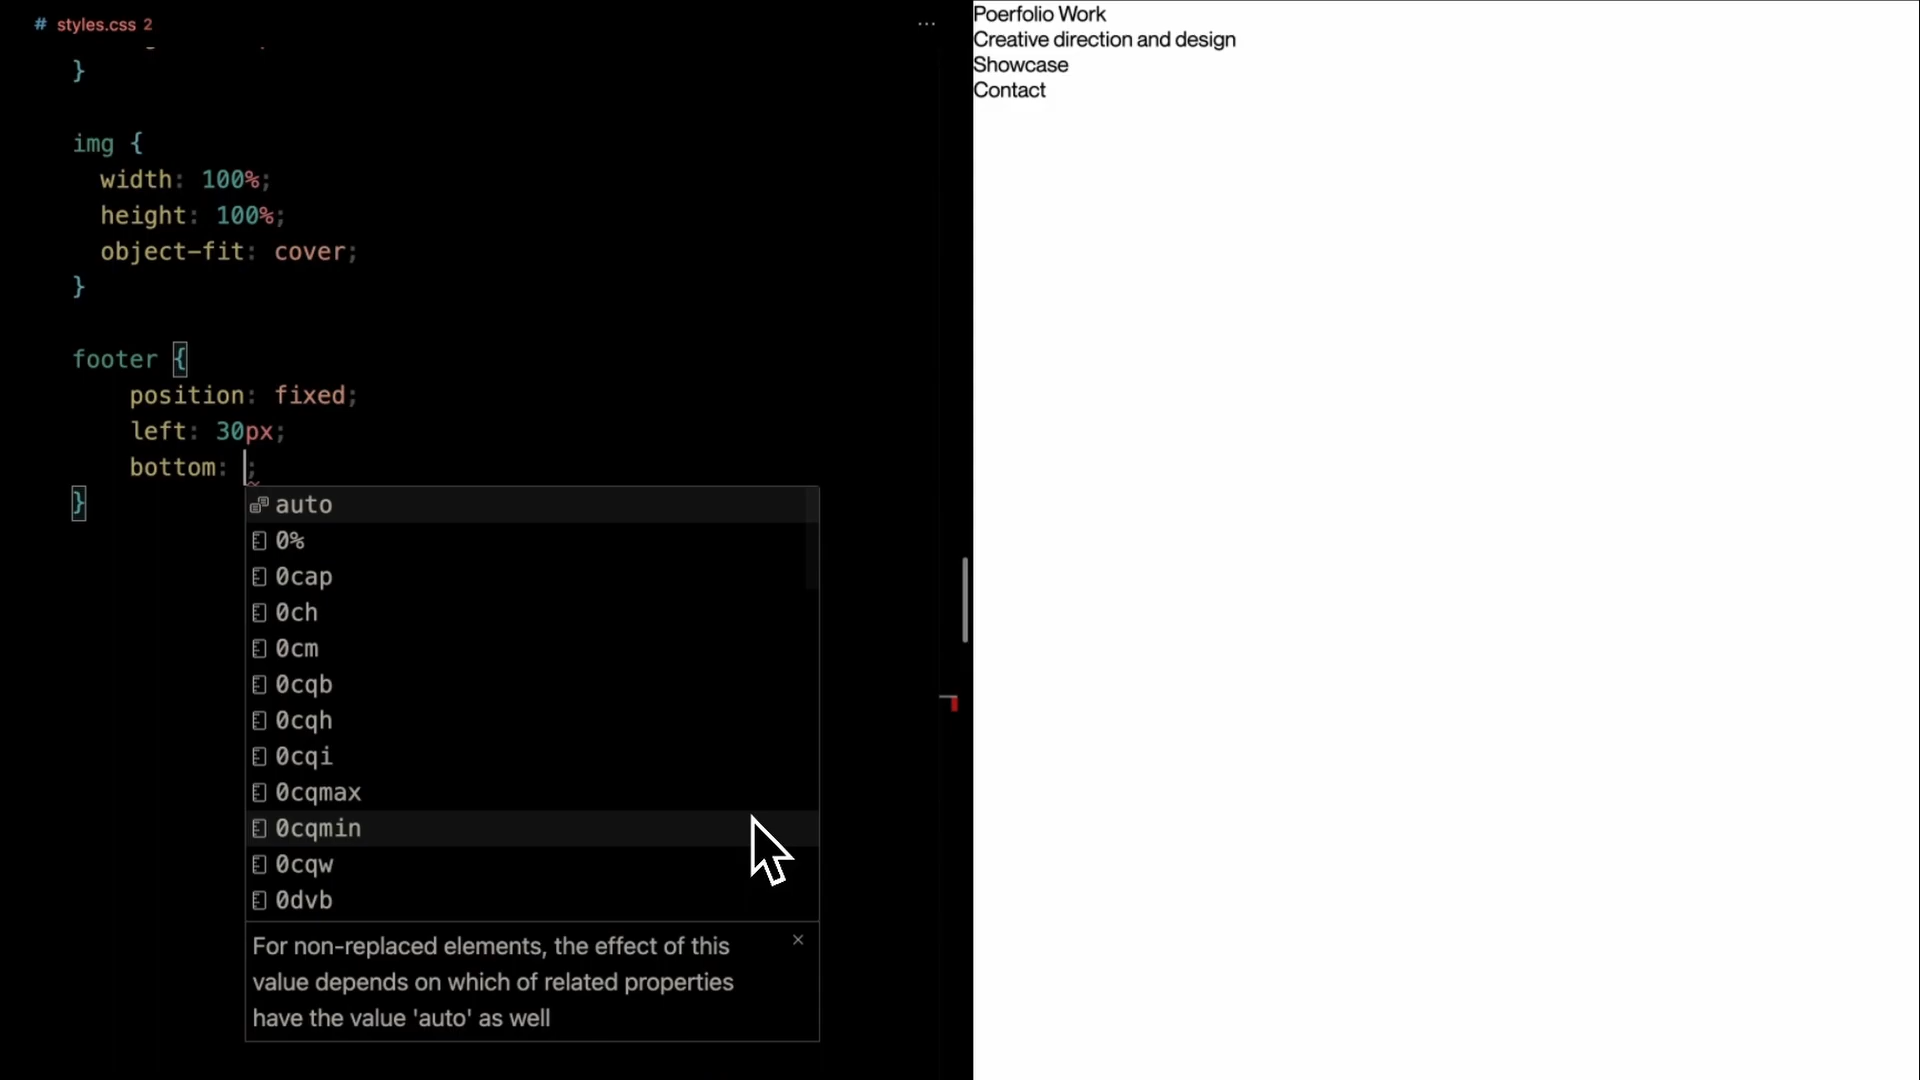 # styles.css 2
...
}
img {
width: 100%;
height: 100%;
object-fit: cover;
}
footer {
position: fixed;
left: 30px;
bottom: ;
}
auto
0%
0cap
0ch
0cm
0cqb
0cqh
0cqi
0cqmax
0cqmin
0cqw
0dvb
For non-replaced elements, the effect of this
value depends on which of related properties
have the value 'auto' as well
Poerfolio Work
Creative direction and design
Showcase
Contact